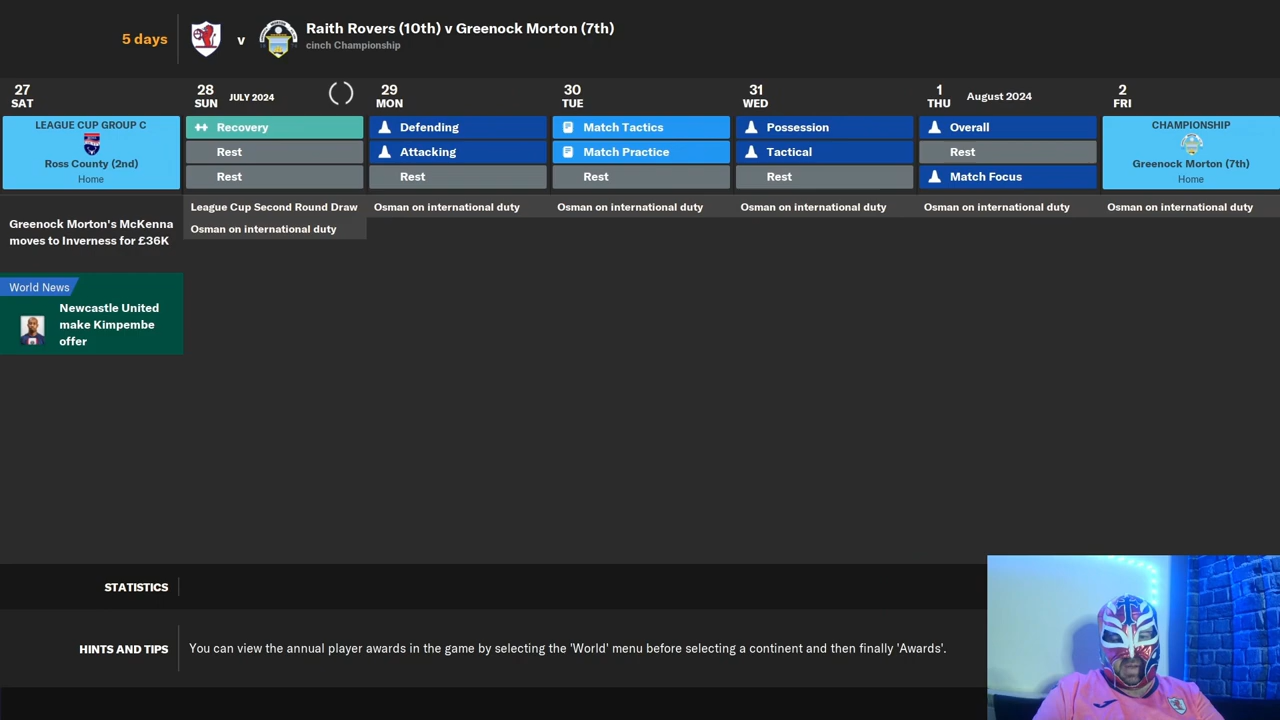 5 days
v
Raith Rovers (10th) v Greenock Morton (7th)
cinch Championship
27
SAT
28
SUN
JULY 2024
29
MON
30
TUE
31
WED
1
THU
August 2024
2
FRI
LEAGUE CUP GROUP C
Ross County (2nd)
Home
Recovery
Rest
Rest
Defending
Attacking
Rest
Match Tactics
Match Practice
Rest
Possession
Tactical
Rest
Overall
Rest
Match Focus
CHAMPIONSHIP
Greenock Morton (7th)
Home
Greenock Morton's McKenna
moves to Inverness for £36K
League Cup Second Round Draw
Osman on international duty
Osman on international duty
Osman on international duty
Osman on international duty
Osman on international duty
Osman on international duty
World News
Newcastle United
make Kimpembe
offer
STATISTICS
HINTS AND TIPS
You can view the annual player awards in the game by selecting the 'World' menu before selecting a continent and then finally 'Awards'.